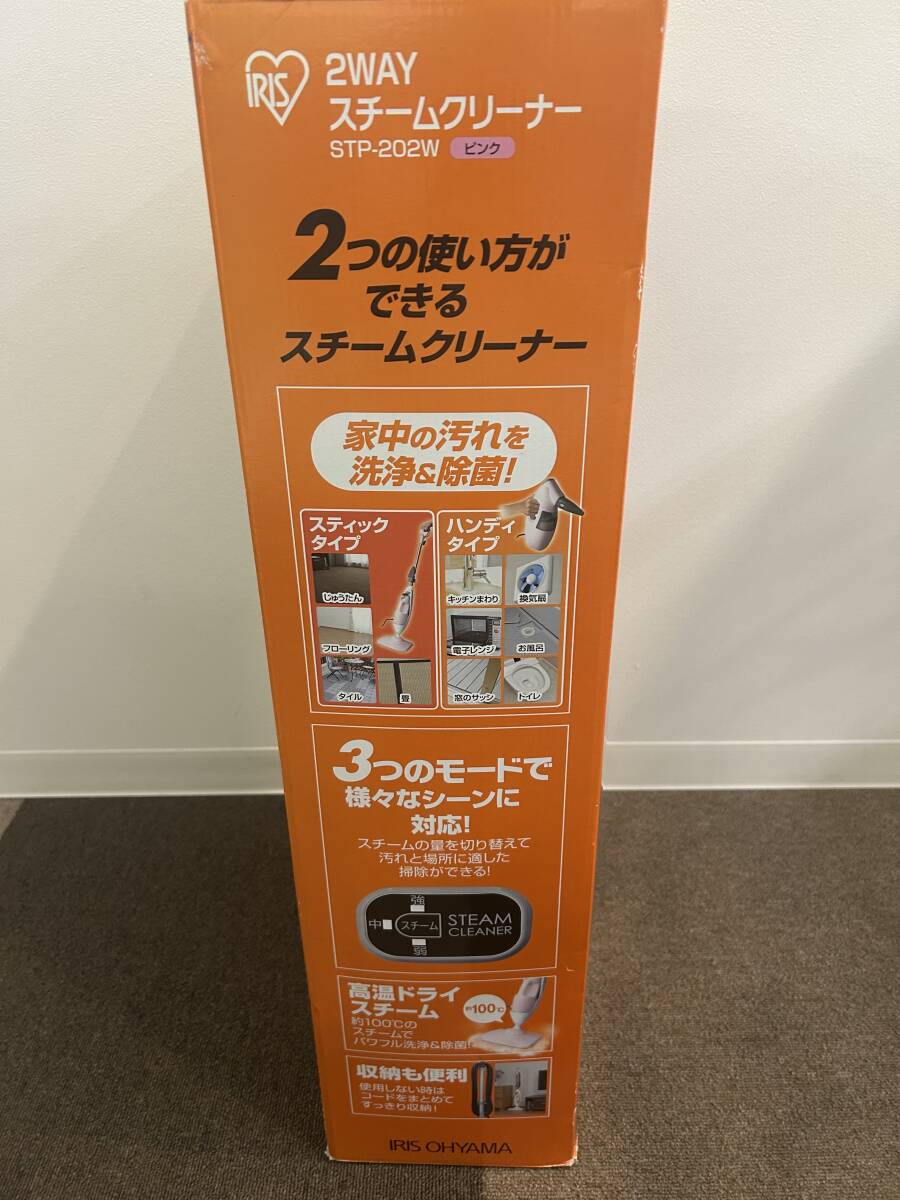 IRIS
2WAY
スチームクリーナー
STP-202W ピンク
2つの使い方が
できる
スチームクリーナー
家中の汚れを
洗浄&除菌!
スティック
タイプ
じゅうたん
フローリング
タイル
畳
ハンディ
タイプ
キッチンまわり
換気扇
電子レンジ
お風呂
窓のサッシ
トイレ
3つのモードで
様々なシーンに
対応!
スチームの量を切り替えて
汚れと場所に適した
掃除ができる!
強
中
スチーム
弱
STEAM
CLEANER
高温ドライ
スチーム
約100℃の
スチームで
パワフル洗浄&除菌!
約100℃
収納も便利
使用しない時は
コードをまとめて
すっきり収納!
IRIS OHYAMA